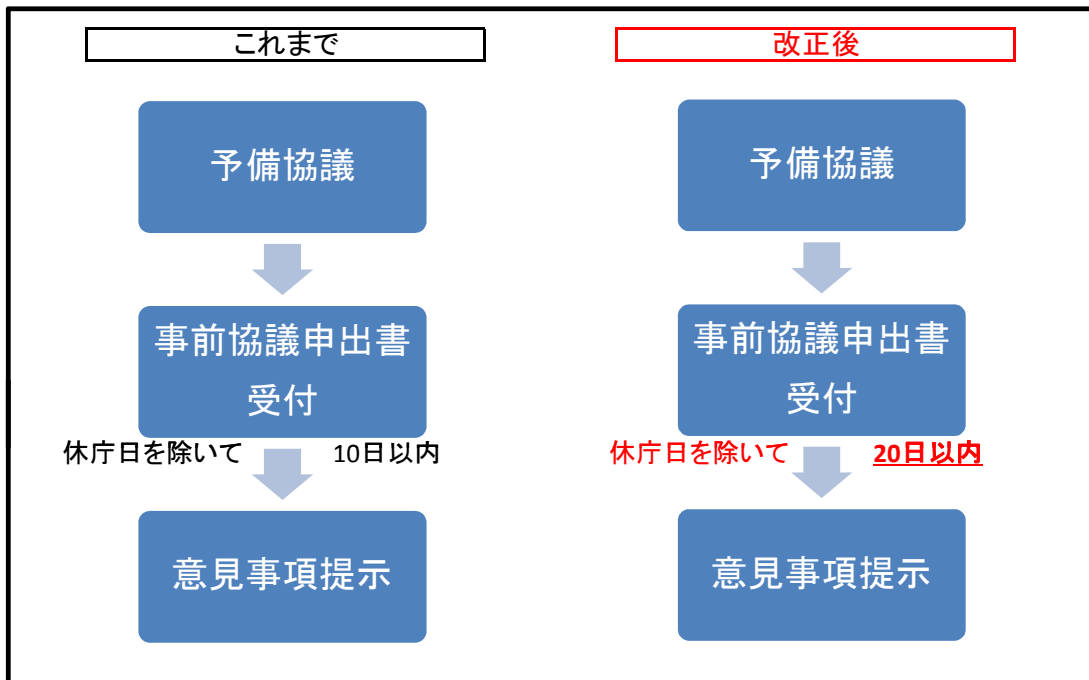 これまで
予備協議
事前協議申出書
受付
休庁日を除いて 10日以内
意見事項提示
改正後
予備協議
事前協議申出書
受付
休庁日を除いて 20日以内
意見事項提示